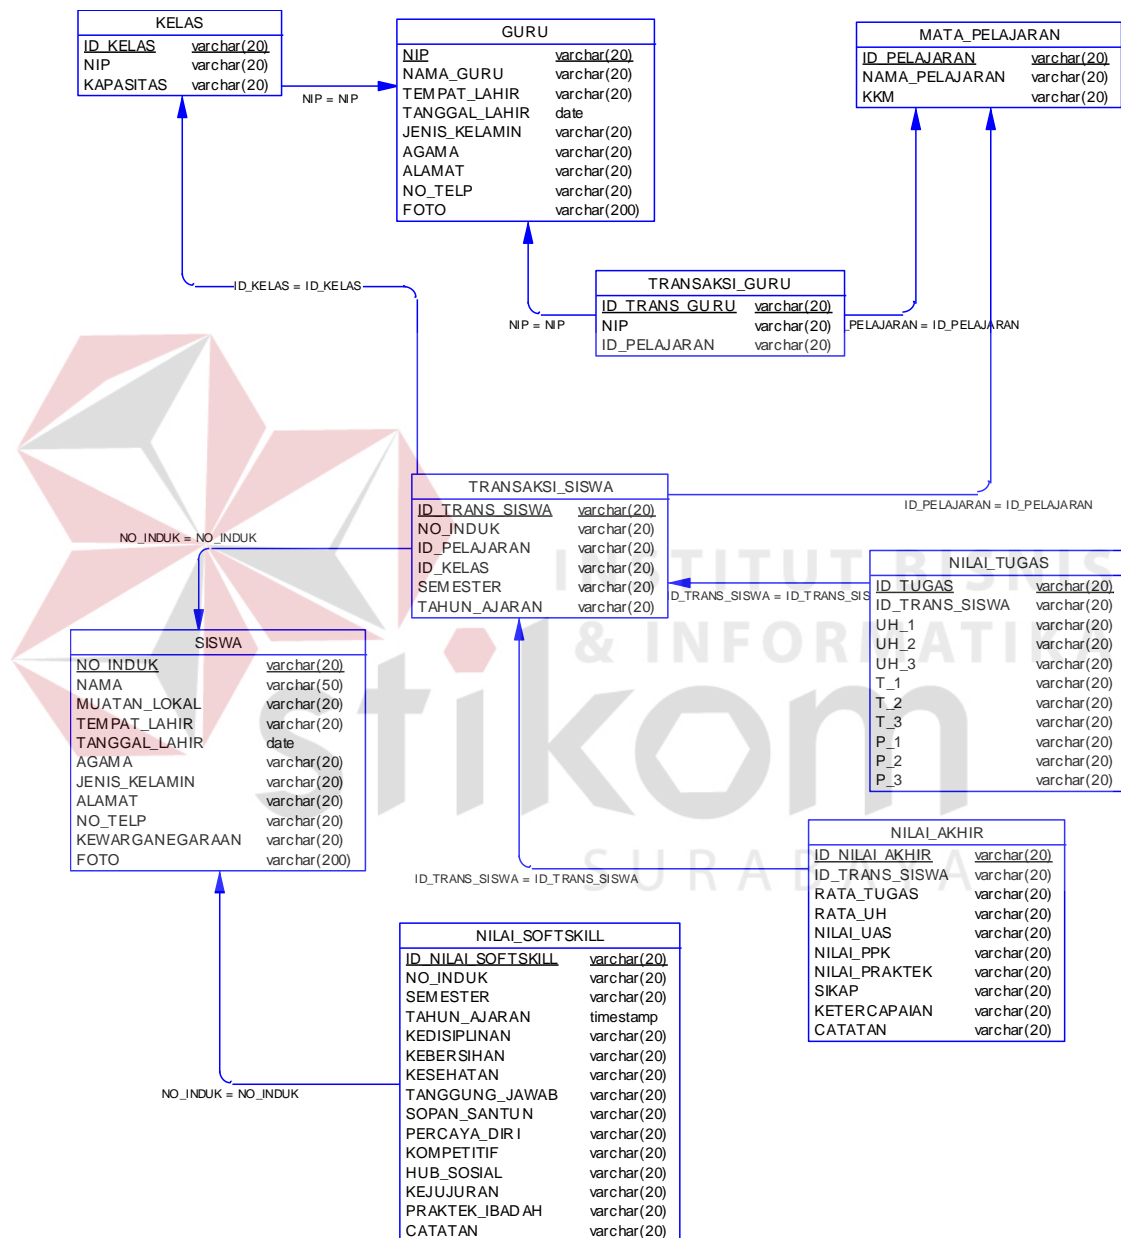 KELAS
ID_KELAS varchar(20)
NIP varchar(20)
KAPASITAS varchar(20)
NIP = NIP
GURU
NIP varchar(20)
NAMA_GURU varchar(20)
TEMPAT_LAHIR varchar(20)
TANGGAL_LAHIR date
JENIS_KELAMIN varchar(20)
AGAMA varchar(20)
ALAMAT varchar(20)
NO_TELP varchar(20)
FOTO varchar(200)
MATA_PELAJARAN
ID_PELAJARAN varchar(20)
NAMA_PELAJARAN varchar(20)
KKM varchar(20)
ID_KELAS = ID_KELAS
TRANSAKSI_GURU
ID_TRANS_GURU varchar(20)
NIP varchar(20)
ID_PELAJARAN varchar(20)
NIP = NIP
_PELAJARAN = ID_PELAJARAN
TRANSAKSI_SISWA
ID_TRANS_SISWA varchar(20)
NO_INDUK varchar(20)
ID_PELAJARAN varchar(20)
ID_KELAS varchar(20)
SEMESTER varchar(20)
TAHUN_AJARAN varchar(20)
ID_PELAJARAN = ID_PELAJARAN
NO_INDUK = NO_INDUK
ID_TRANS_SISWA = ID_TRANS_SIS
NILAI_TUGAS
ID_TUGAS varchar(20)
ID_TRANS_SISWA varchar(20)
UH_1 varchar(20)
UH_2 varchar(20)
UH_3 varchar(20)
T_1 varchar(20)
T_2 varchar(20)
T_3 varchar(20)
P_1 varchar(20)
P_2 varchar(20)
P_3 varchar(20)
INSTITUT BISNIS
& INFORMATIKA
stikom
SURABAYA
SISWA
NO_INDUK varchar(20)
NAMA varchar(50)
MUATAN_LOKAL varchar(20)
TEMPAT_LAHIR varchar(20)
TANGGAL_LAHIR date
AGAMA varchar(20)
JENIS_KELAMIN varchar(20)
ALAMAT varchar(20)
NO_TELP varchar(20)
KEWARGANEGARAAN varchar(20)
FOTO varchar(200)
ID_TRANS_SISWA = ID_TRANS_SISWA
NILAI_AKHIR
ID_NILAI_AKHIR varchar(20)
ID_TRANS_SISWA varchar(20)
RATA_TUGAS varchar(20)
RATA_UH varchar(20)
NILAI_UAS varchar(20)
NILAI_PPK varchar(20)
NILAI_PRAKTEK varchar(20)
SIKAP varchar(20)
KETERCAPAIAN varchar(20)
CATATAN varchar(20)
NILAI_SOFTSKILL
ID_NILAI_SOFTSKILL varchar(20)
NO_INDUK varchar(20)
SEMESTER varchar(20)
TAHUN_AJARAN timestamp
KEDISIPLINAN varchar(20)
KEBERSIHAN varchar(20)
KESEHATAN varchar(20)
TANGGUNG_JAWAB varchar(20)
SOPAN_SANTUN varchar(20)
PERCAYA_DIRI varchar(20)
KOMPETITIF varchar(20)
HUB_SOSIAL varchar(20)
KEJUJURAN varchar(20)
PRAKTEK_IBADAH varchar(20)
CATATAN varchar(20)
NO_INDUK = NO_INDUK